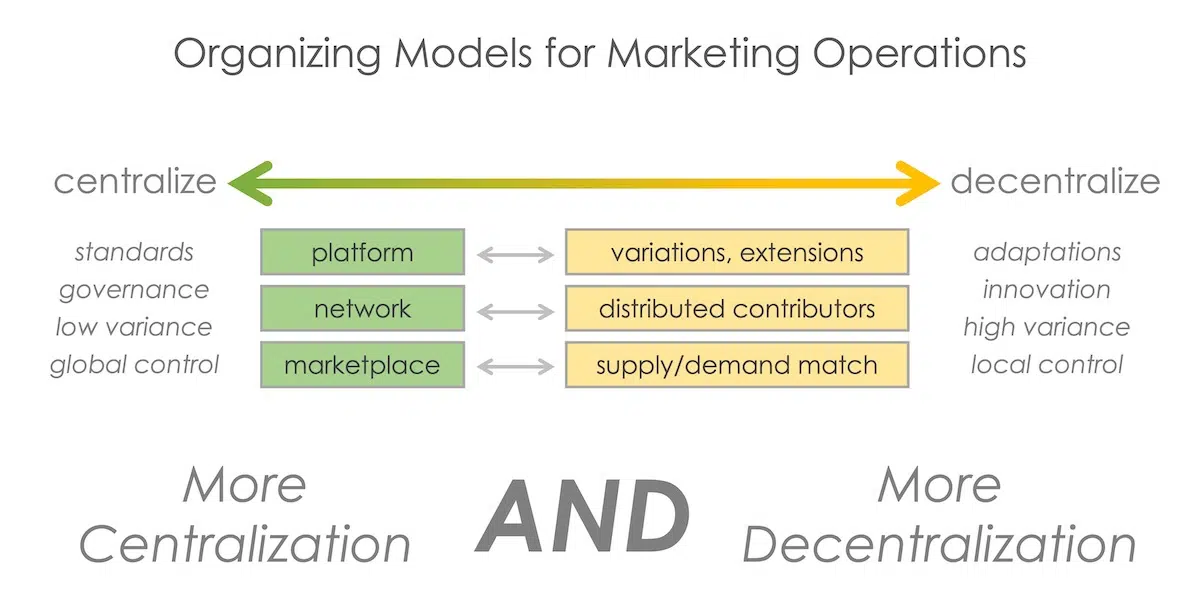 Organizing Models for Marketing Operations
centralize
decentralize
standards
governance
low variance
global control
platform
variations, extensions
network
distributed contributors
marketplace
supply/demand match
adaptations
innovation
high variance
local control
More
Centralization
AND
More
Decentralization